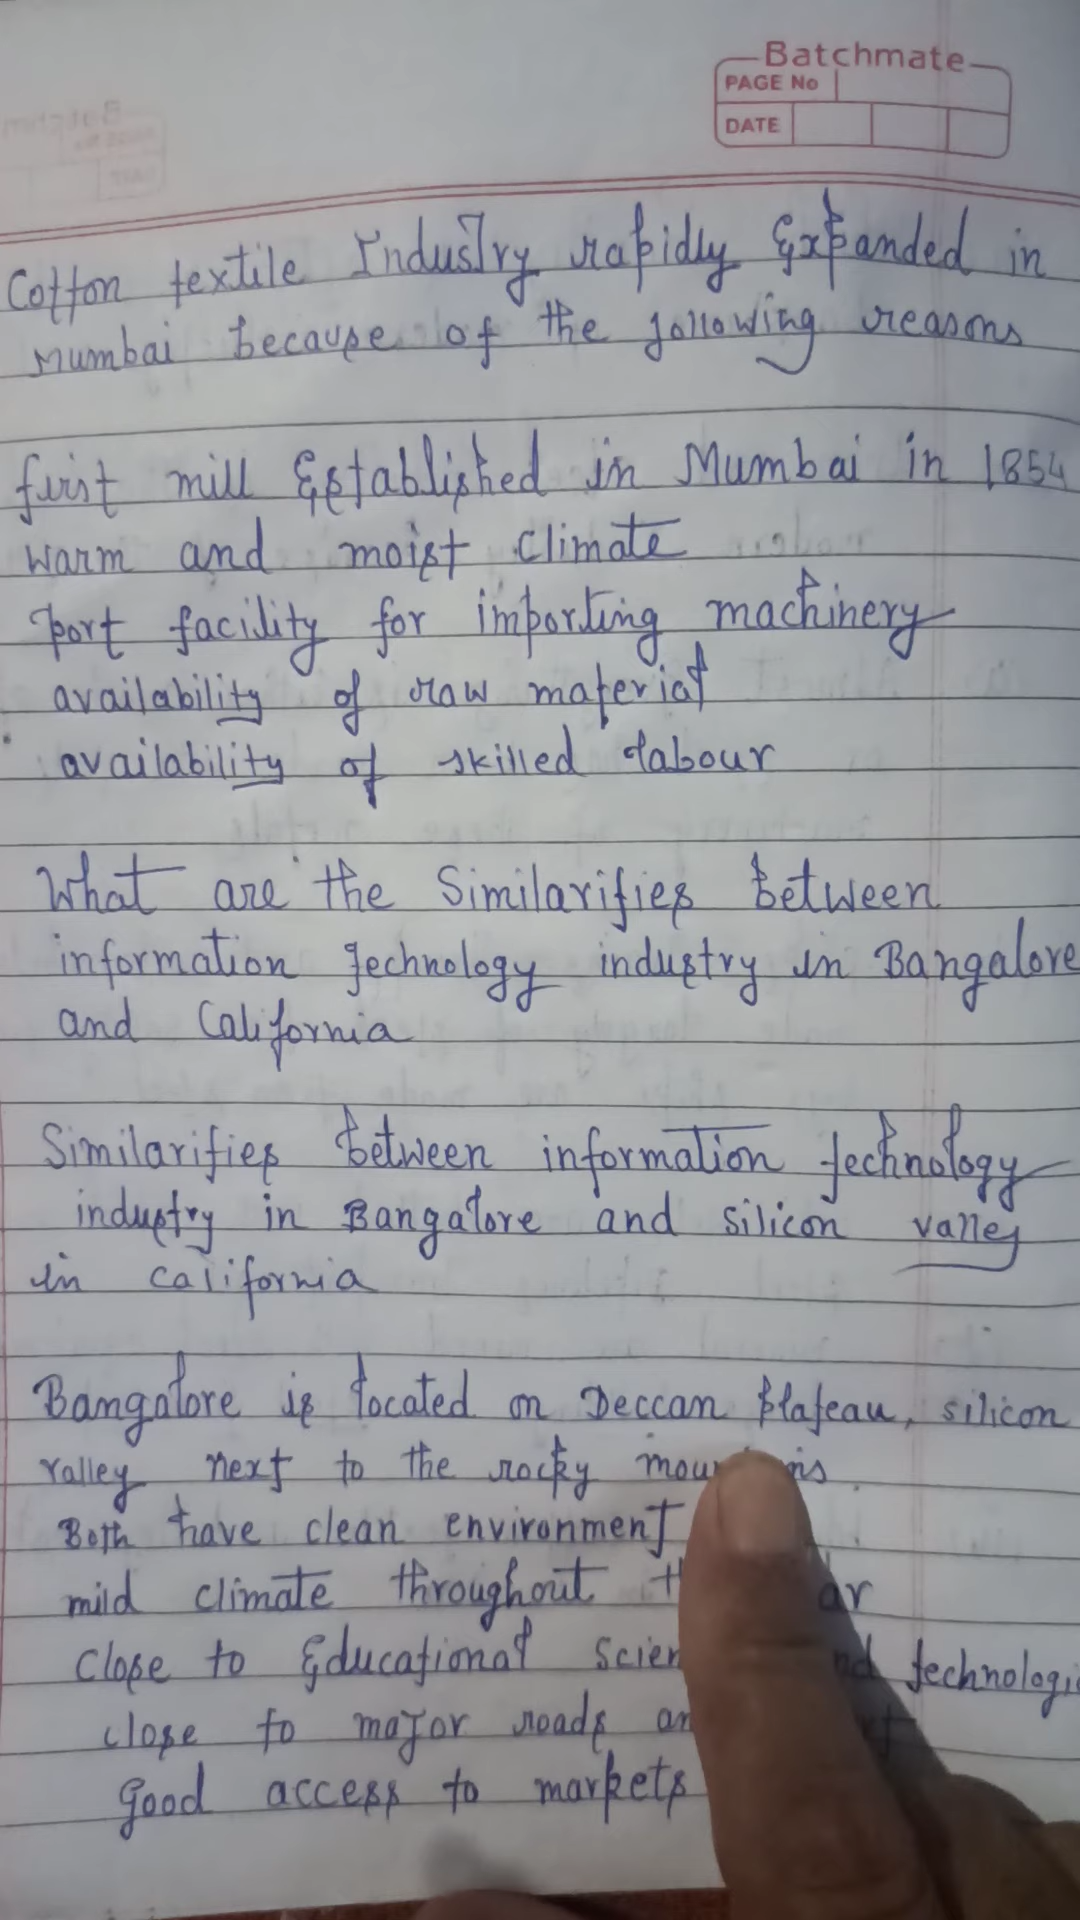 Batchmate
PAGE No
DATE
Cotton textile Industry rapidly Expanded in
Mumbai because of the following reasons
first mill Established in Mumbai in 1854
warm and moist climate
port facility for importing machinery
availability of raw material
availability of skilled labour
What are the Similarities between
information technology industry in Bangalore
and California
Similarities between information technology
industry in Bangalore and silicon valley
in california
Bangalore is located on Deccan plateau, silicon
valley next to the rocky
Both have clean environment
mild climate throughout
close to Educational
close to major roads
Good access to markets